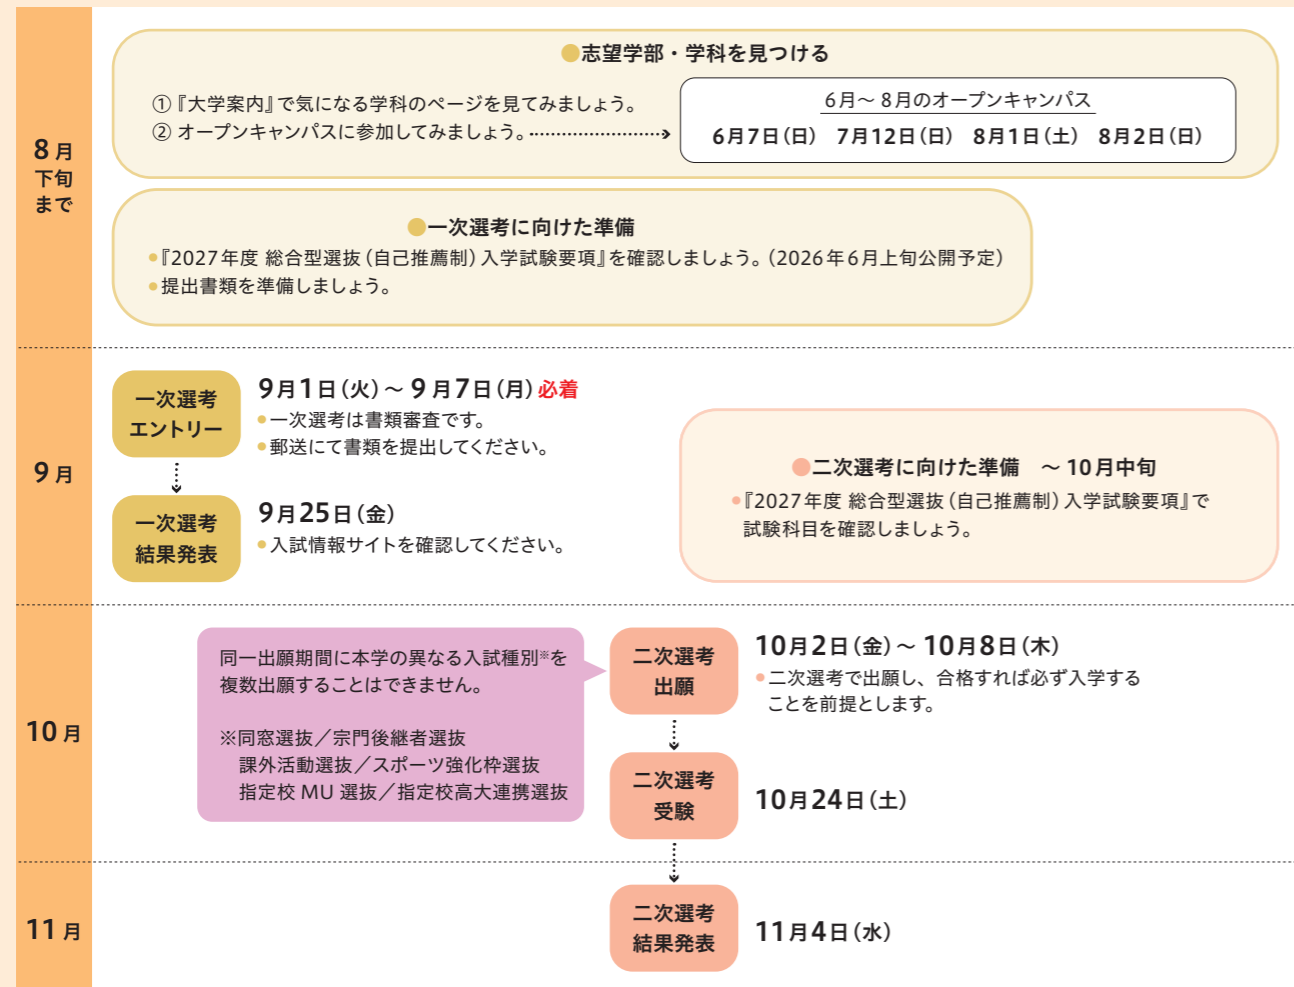 8月
下旬
まで
●志望学部・学科を見つける
①『大学案内』で気になる学科のページを見てみましょう。
② オープンキャンパスに参加してみましょう。
6月〜8月のオープンキャンパス
6月7日（日） 7月12日（日） 8月1日（土） 8月2日（日）
●一次選考に向けた準備
●『2027年度 総合型選抜（自己推薦制）入学試験要項』を確認しましょう。（2026年6月上旬公開予定）
●提出書類を準備しましょう。
9月
一次選考
エントリー
9月1日（火）〜9月7日（月）必着
●一次選考は書類審査です。
●郵送にて書類を提出してください。
一次選考
結果発表
9月25日（金）
●入試情報サイトを確認してください。
●二次選考に向けた準備　〜10月中旬
●『2027年度 総合型選抜（自己推薦制）入学試験要項』で
試験科目を確認しましょう。
10月
同一出願期間に本学の異なる入試種別※を
複数出願することはできません。
※同窓選抜／宗門後継者選抜
課外活動選抜／スポーツ強化枠選抜
指定校 MU 選抜／指定校高大連携選抜
二次選考
出願
10月2日（金）〜10月8日（木）
●二次選考で出願し、合格すれば必ず入学する
ことを前提とします。
二次選考
受験
10月24日（土）
11月
二次選考
結果発表
11月4日（水）